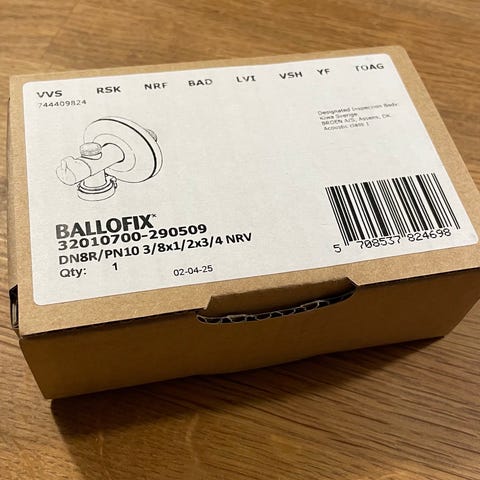 VVS RSK NRF BAD LVI VSH YF TOAG
744409824
Designated Inspection Body:
Kiwa Sverige
BROEN A/S, Assens, DK
Acoustic class 1
BALLOFIX
32010700-290509
DN8R/PN10 3/8x1/2x3/4 NRV
Qty: 1 02-04-25
5 708537 824698